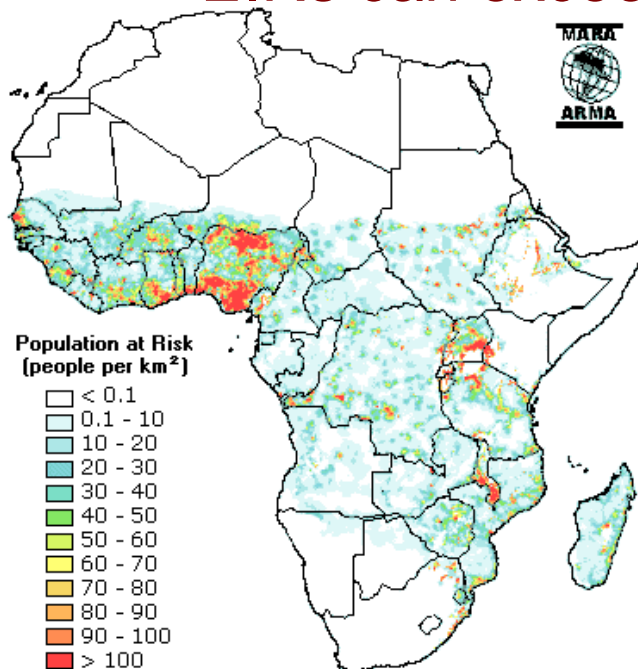 MARA
ARMA
Population at Risk
(people per km²)
< 0.1
0.1 - 10
10 - 20
20 - 30
30 - 40
40 - 50
50 - 60
60 - 70
70 - 80
80 - 90
90 - 100
> 100